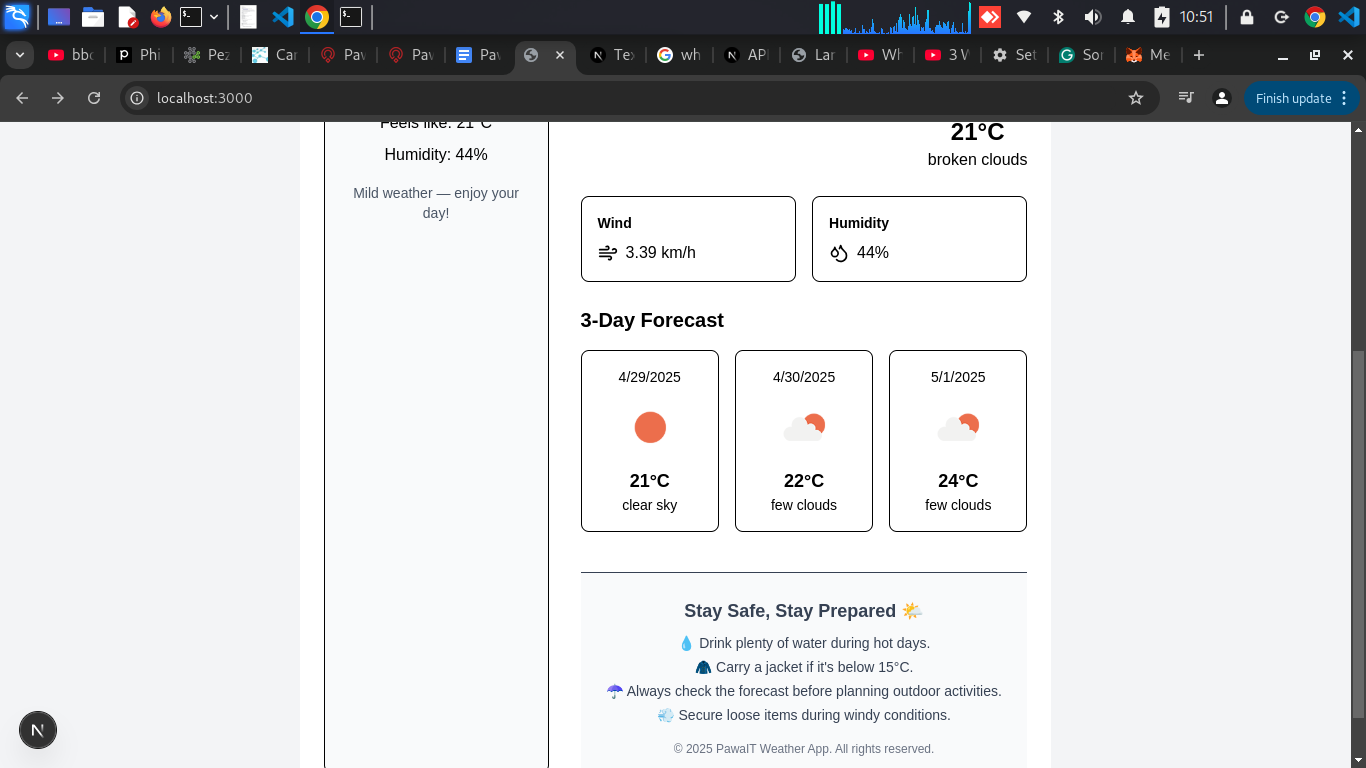 10:51
bbc
Phi
Pez
Car
Pav
Pav
Pav
Te
wh
AP
Lar
Wh
3 W
Set
G Sor
Me
localhost:3000
Finish update
Feels like: 21°C
Humidity: 44%
Mild weather — enjoy your
day!
21°C
broken clouds
Wind
Humidity
3.39 km/h
44%
3-Day Forecast
4/29/2025
4/30/2025
5/1/2025
21°C
22°C
24°C
clear sky
few clouds
few clouds
Stay Safe, Stay Prepared 🌤️
💧 Drink plenty of water during hot days.
🧥 Carry a jacket if it's below 15°C.
☂️ Always check the forecast before planning outdoor activities.
💨 Secure loose items during windy conditions.
© 2025 PawaIT Weather App. All rights reserved.
N